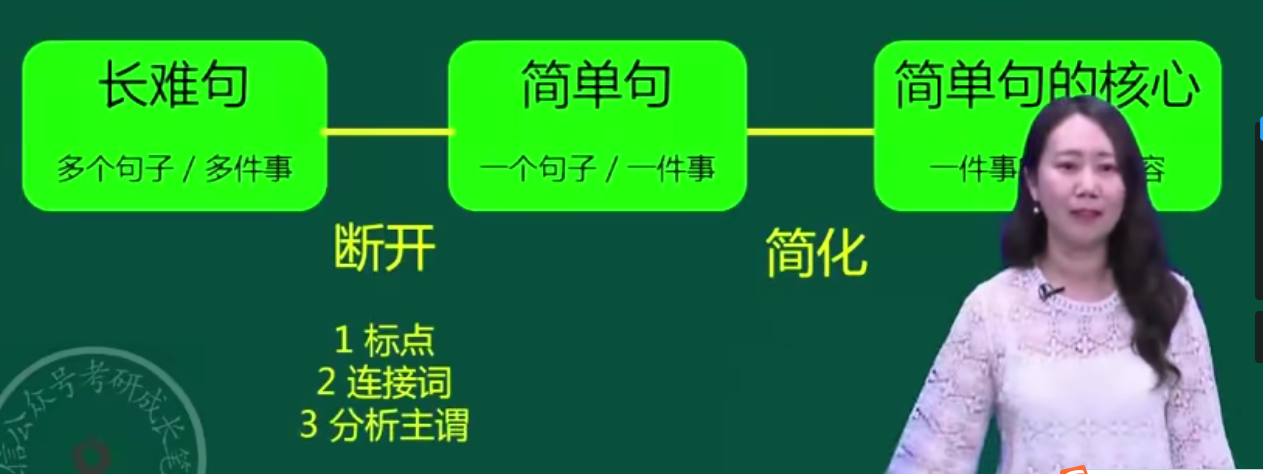 长难句
多个句子 / 多件事
简单句
一个句子 / 一件事
简单句的核心
一件事 容
断开
简化
1 标点
2 连接词
3 分析主谓
信公众号考研成长笔